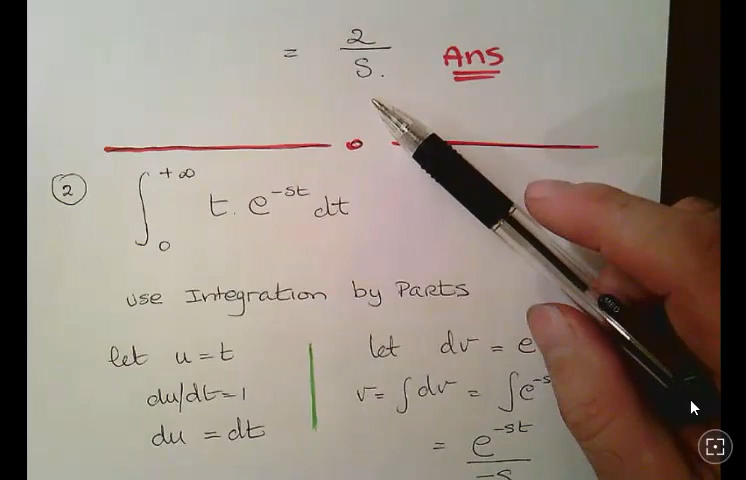 = 2/s. Ans
② ∫₀^{+∞} t. e^{-st} dt
use Integration by Parts
let u = t
du/dt = 1
du = dt
let dv = e
v = ∫dv = ∫e^{-s}
= e^{-st}/-s
MED